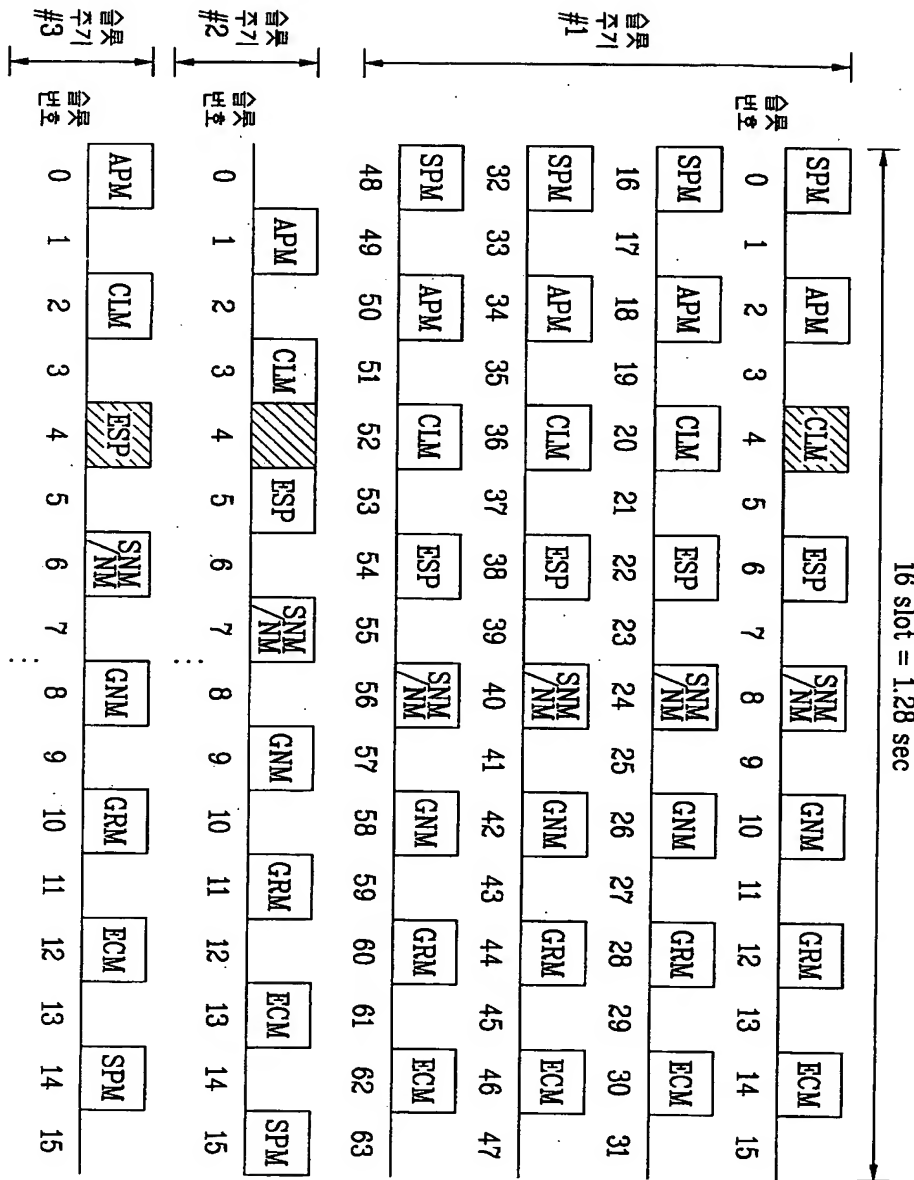 16 slot = 1.28 sec
슬롯
주기
#1
SPM APM CLM ESP SNM/NM GNM GRM ECM
슬롯
번호
0 1 2 3 4 5 6 7 8 9 10 11 12 13 14 15
SPM APM CLM ESP SNM/NM GNM GRM ECM
16 17 18 19 20 21 22 23 24 25 26 27 28 29 30 31
SPM APM CLM ESP SNM/NM GNM GRM ECM
32 33 34 35 36 37 38 39 40 41 42 43 44 45 46 47
SPM APM CLM ESP SNM/NM GNM GRM ECM
48 49 50 51 52 53 54 55 56 57 58 59 60 61 62 63
슬롯
주기
#2
APM CLM ESP SNM/NM GNM GRM ECM SPM
슬롯
번호
0 1 2 3 4 5 6 7 8 9 10 11 12 13 14 15
...
슬롯
주기
#3
APM CLM ESP SNM/NM GNM GRM ECM SPM
슬롯
번호
0 1 2 3 4 5 6 7 8 9 10 11 12 13 14 15
...